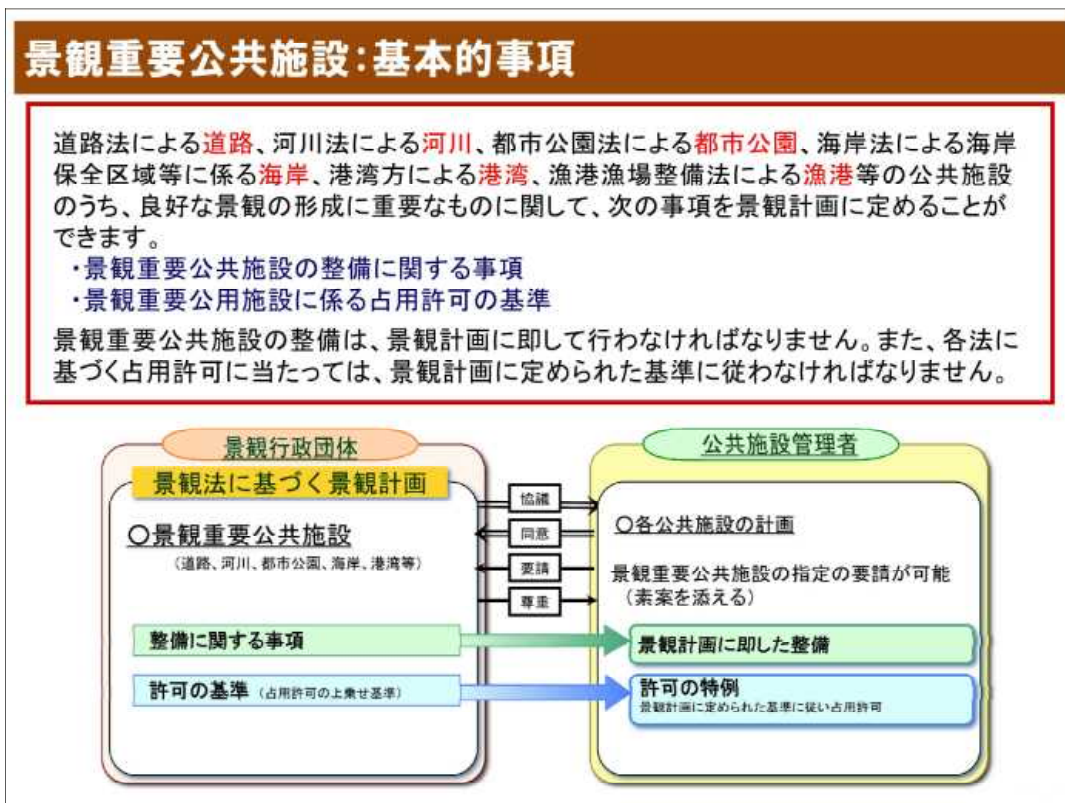 景観重要公共施設:基本的事項
道路法による道路、河川法による河川、都市公園法による都市公園、海岸法による海岸
保全区域等に係る海岸、港湾方による港湾、漁港漁場整備法による漁港等の公共施設
のうち、良好な景観の形成に重要なものに関して、次の事項を景観計画に定めることが
できます。
・景観重要公共施設の整備に関する事項
・景観重要公用施設に係る占用許可の基準
景観重要公共施設の整備は、景観計画に即して行わなければなりません。また、各法に
基づく占用許可に当たっては、景観計画に定められた基準に従わなければなりません。
景観行政団体
景観法に基づく景観計画
〇景観重要公共施設
(道路、河川、都市公園、海岸、港湾等)
整備に関する事項
許可の基準 (占用許可の上乗せ基準)
協議
同意
要請
尊重
公共施設管理者
〇各公共施設の計画
景観重要公共施設の指定の要請が可能
(素案を添える)
景観計画に即した整備
許可の特例
景観計画に定められた基準に従い占用許可